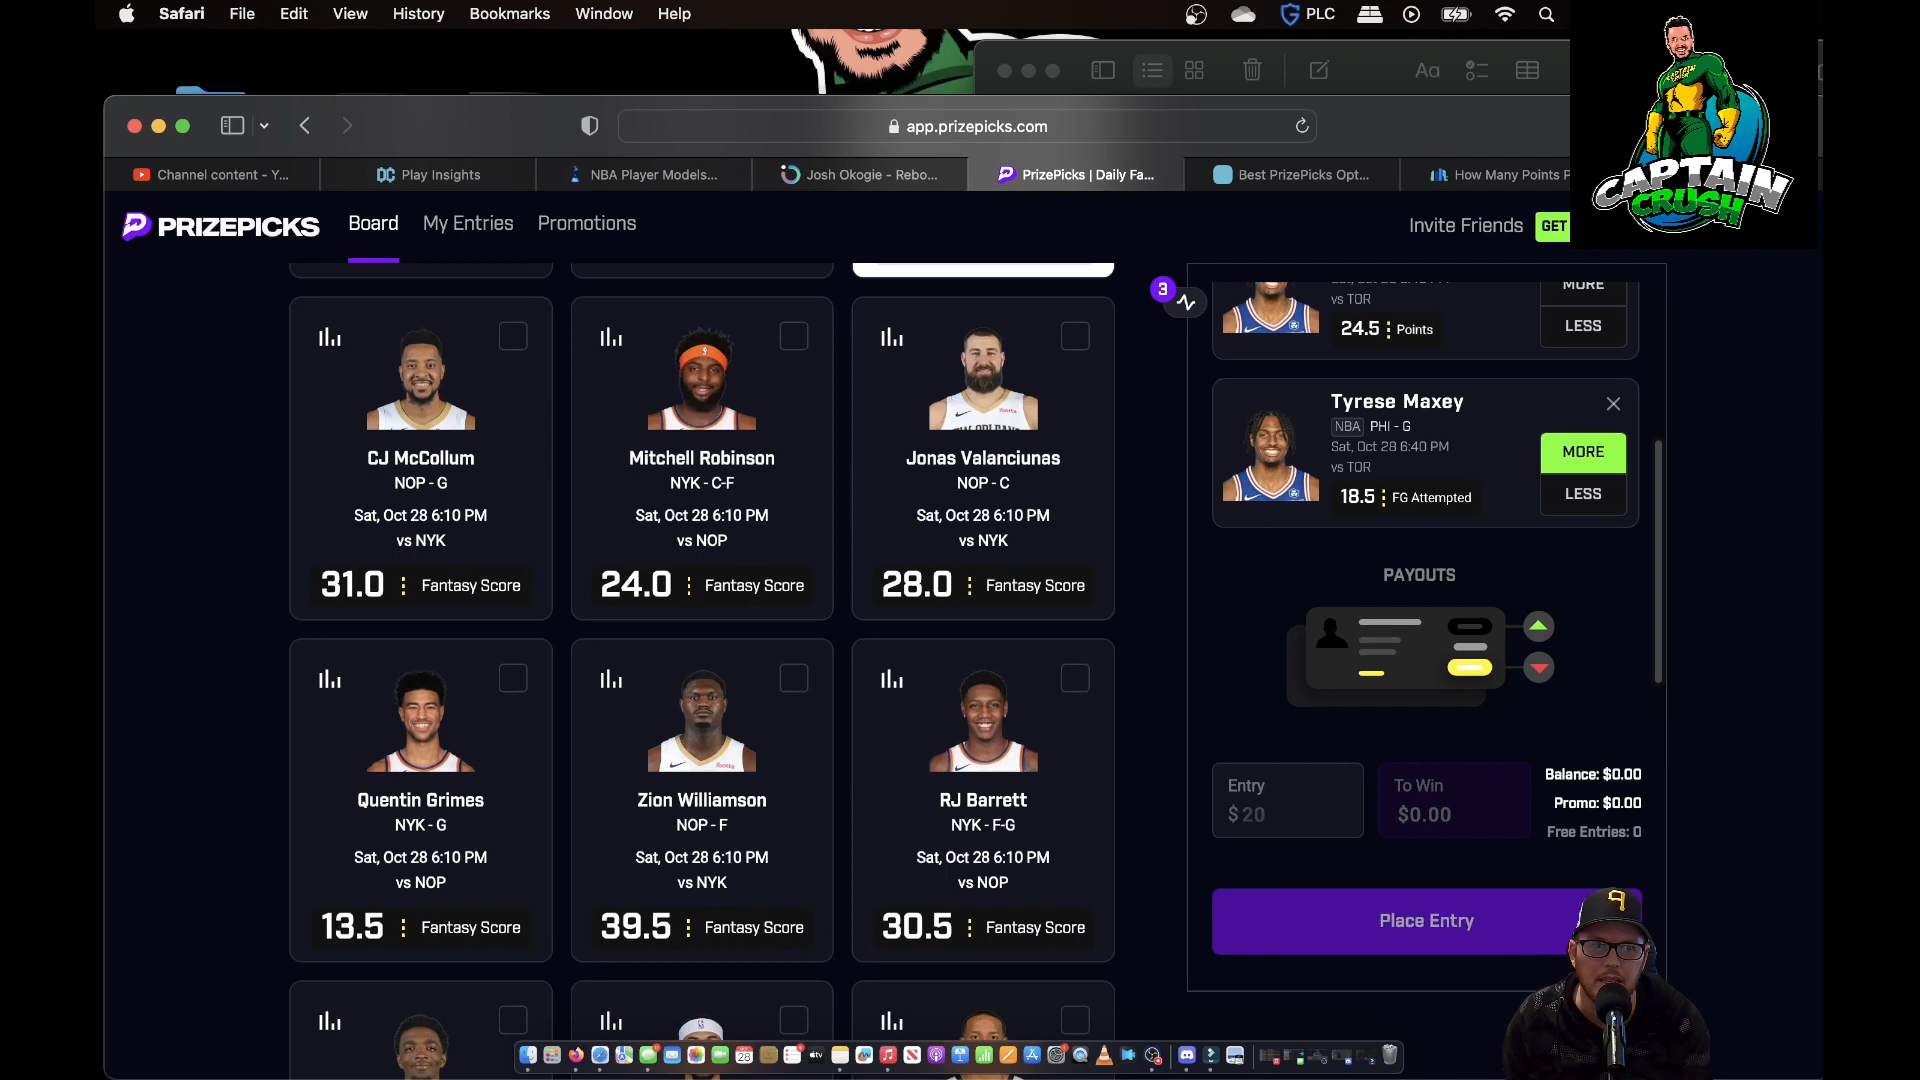 Safari File Edit View History Bookmarks Window Help
PLC
Aa
app.prizepicks.com
Channel content - Y...
Play Insights
NBA Player Models...
Josh Okogie - Rebo...
PrizePicks | Daily Fa...
Best PrizePicks Opt...
How Many Points P
CAPTAIN
CAPTAIN
CRUSH
PRIZEPICKS
Board
My Entries
Promotions
Invite Friends
GET
CJ McCollum
NOP - G
Sat, Oct 28 6:10 PM
vs NYK
31.0 Fantasy Score
Mitchell Robinson
NYK - C-F
Sat, Oct 28 6:10 PM
vs NOP
24.0 Fantasy Score
Jonas Valanciunas
NOP - C
Sat, Oct 28 6:10 PM
vs NYK
28.0 Fantasy Score
Quentin Grimes
NYK - G
Sat, Oct 28 6:10 PM
vs NOP
13.5 Fantasy Score
Zion Williamson
NOP - F
Sat, Oct 28 6:10 PM
vs NYK
39.5 Fantasy Score
RJ Barrett
NYK - F-G
Sat, Oct 28 6:10 PM
vs NOP
30.5 Fantasy Score
3
vs TOR
24.5 Points
MORE
LESS
Tyrese Maxey
NBA PHI - G
Sat, Oct 28 6:40 PM
vs TOR
18.5 FG Attempted
MORE
LESS
PAYOUTS
Entry
$ 20
To Win
$0.00
Balance: $0.00
Promo: $0.00
Free Entries: 0
Place Entry
P
28
tv